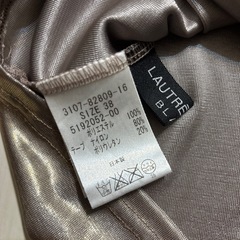 3107-82809-16
SIZE 38
5192052-00
ポリエステル 100%
テープ ナイロン 80%
ポリウレタン 20%
日本製
LAUTRE
BL